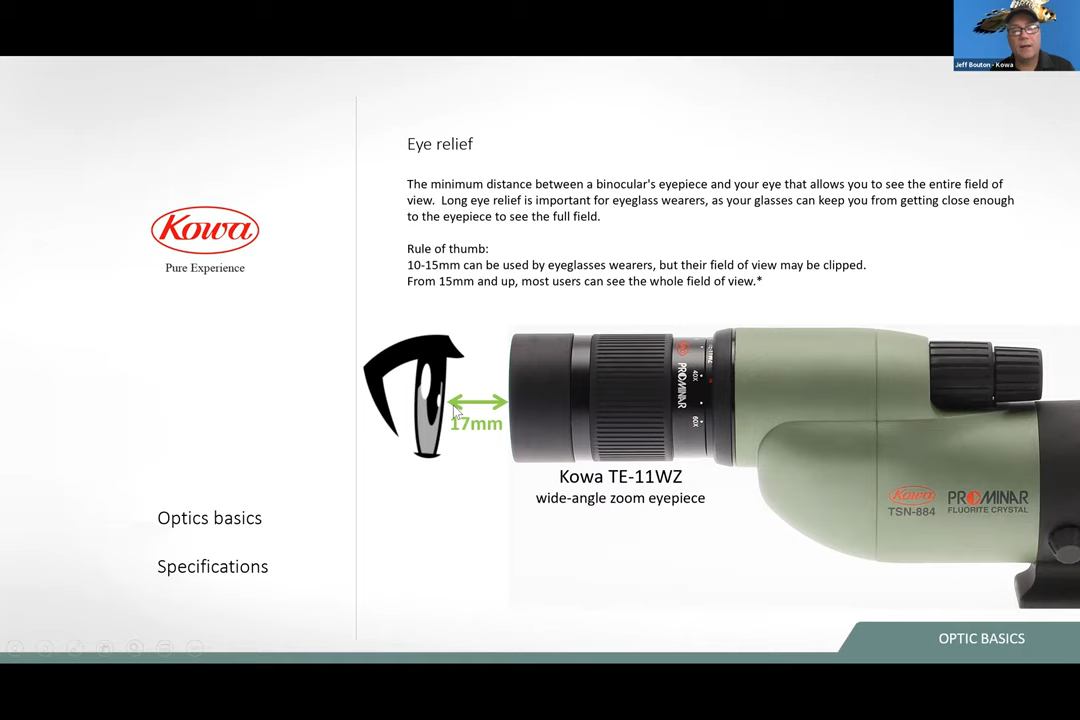 Jeff Bouton - Kowa
Eye relief
The minimum distance between a binocular's eyepiece and your eye that allows you to see the entire field of
view. Long eye relief is important for eyeglass wearers, as your glasses can keep you from getting close enough
to the eyepiece to see the full field.
Rule of thumb:
10-15mm can be used by eyeglasses wearers, but their field of view may be clipped.
From 15mm and up, most users can see the whole field of view.*
Kowa
Pure Experience
17mm
PROMINAR
40X
60X
Kowa TE-11WZ
wide-angle zoom eyepiece
Kowa PROMINAR
TSN-884 FLUORITE CRYSTAL
Optics basics
Specifications
OPTIC BASICS